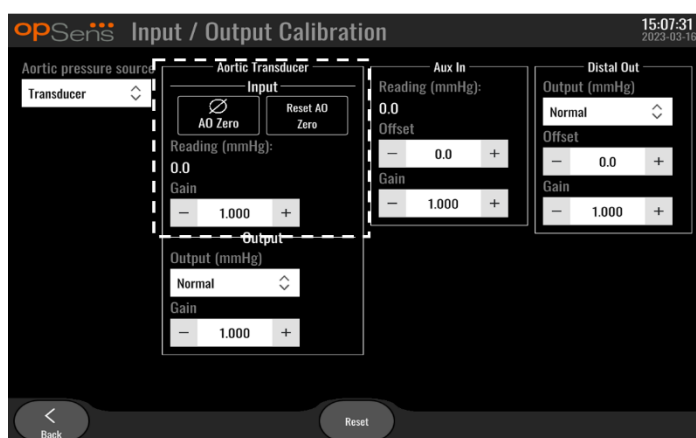 opSens Input / Output Calibration
15:07:31
2023-03-16
Aortic pressure source
Transducer
Aortic Transducer
Input
AO Zero
Reset AO
Zero
Reading (mmHg):
0.0
Gain
− 1.000 +
Output
Output (mmHg)
Normal
Gain
− 1.000 +
Aux In
Reading (mmHg):
0.0
Offset
− 0.0 +
Gain
− 1.000 +
Distal Out
Output (mmHg)
Normal
Offset
− 0.0 +
Gain
− 1.000 +
Back
Reset